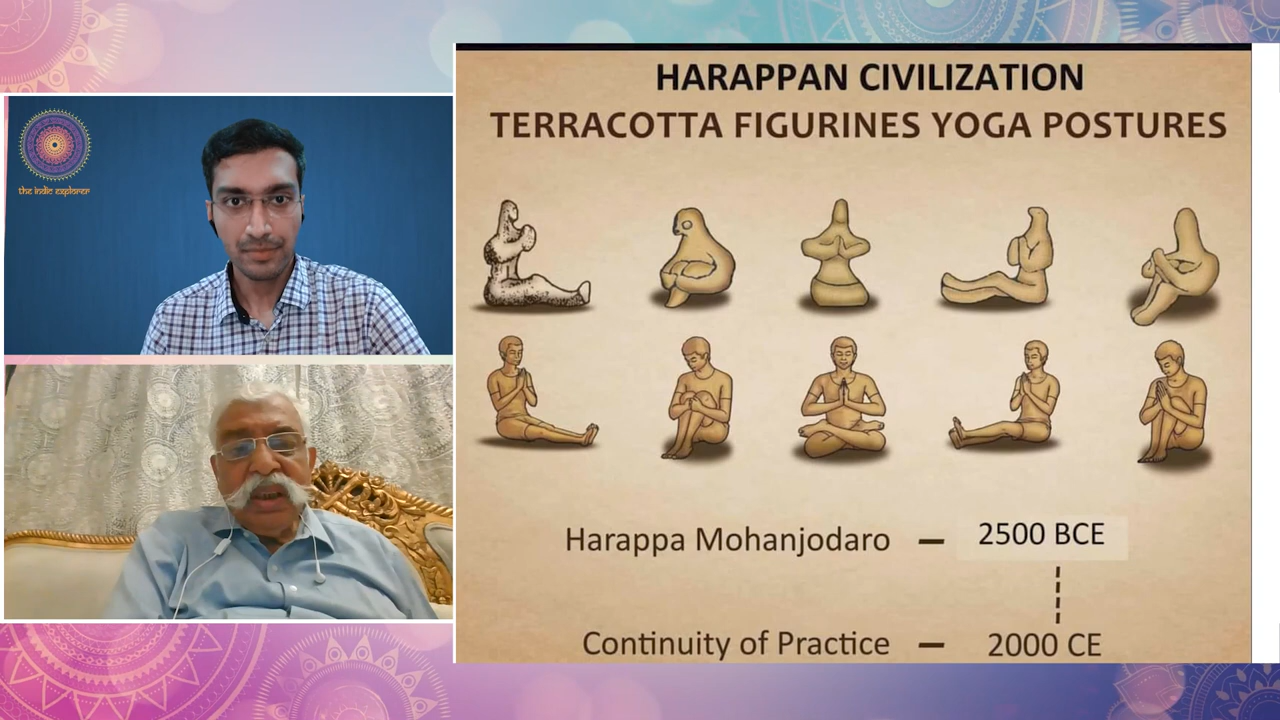 the indic explorer
HARAPPAN CIVILIZATION
TERRACOTTA FIGURINES YOGA POSTURES
Harappa Mohanjodaro – 2500 BCE
Continuity of Practice – 2000 CE